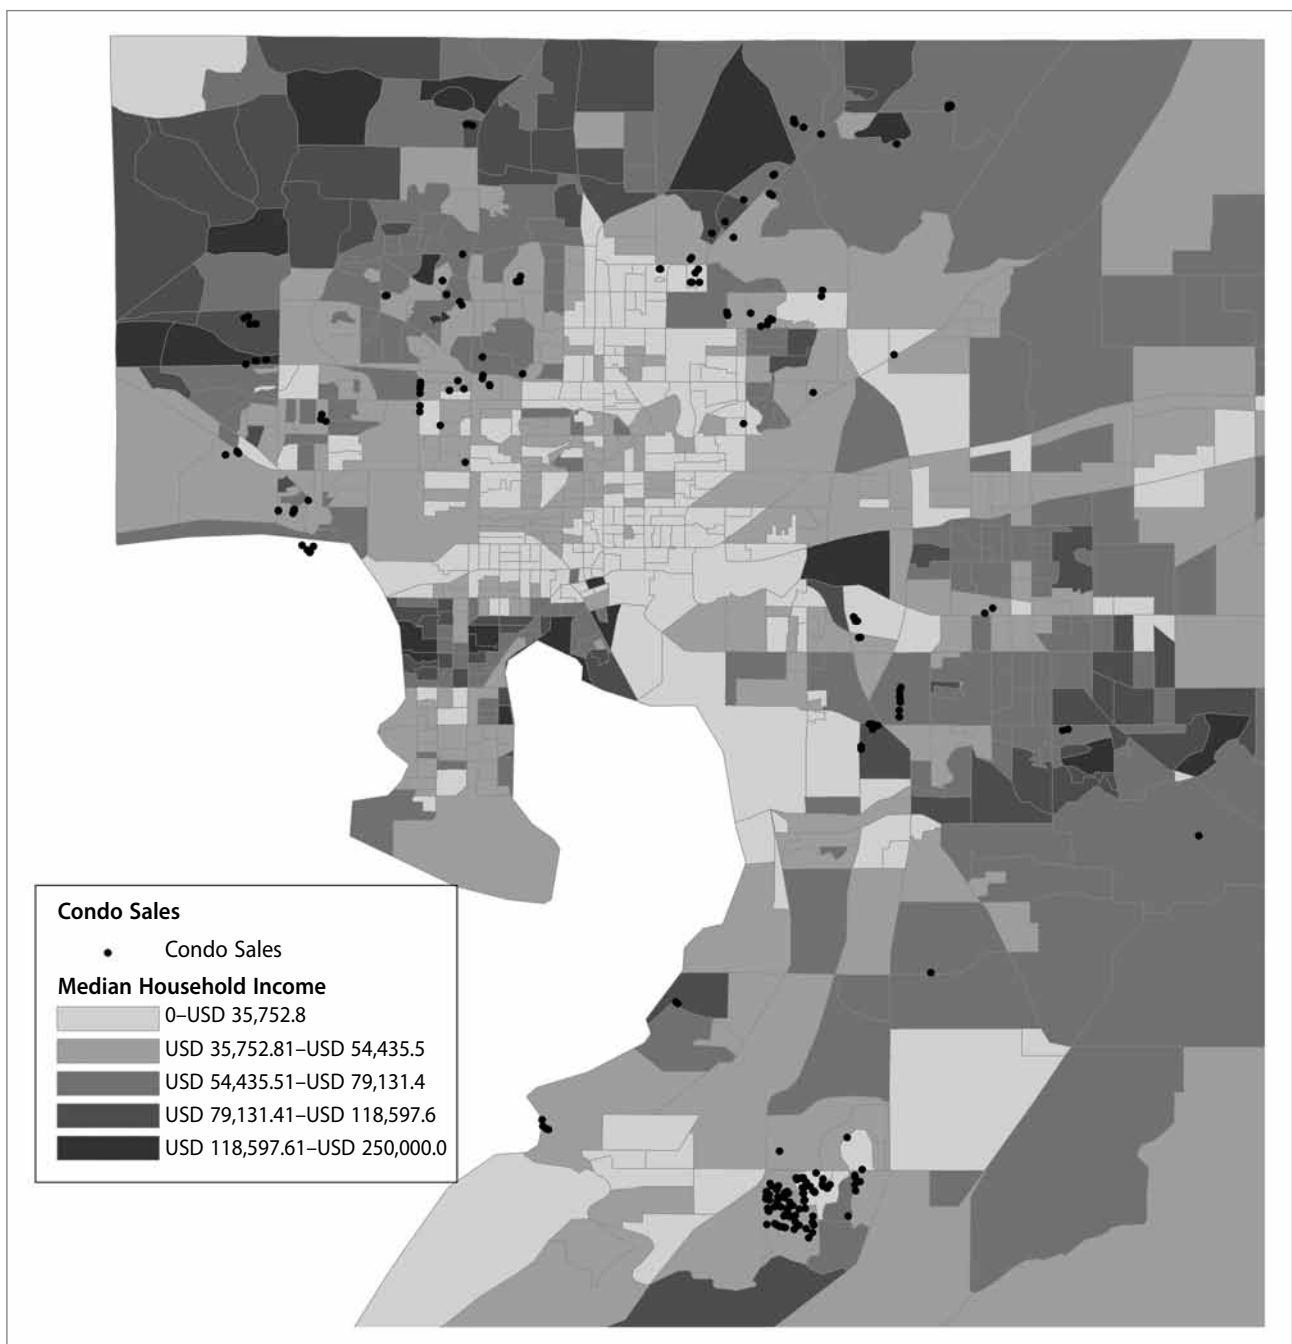 Condo Sales
Condo Sales
Median Household Income
0–USD 35,752.8
USD 35,752.81–USD 54,435.5
USD 54,435.51–USD 79,131.4
USD 79,131.41–USD 118,597.6
USD 118,597.61–USD 250,000.0